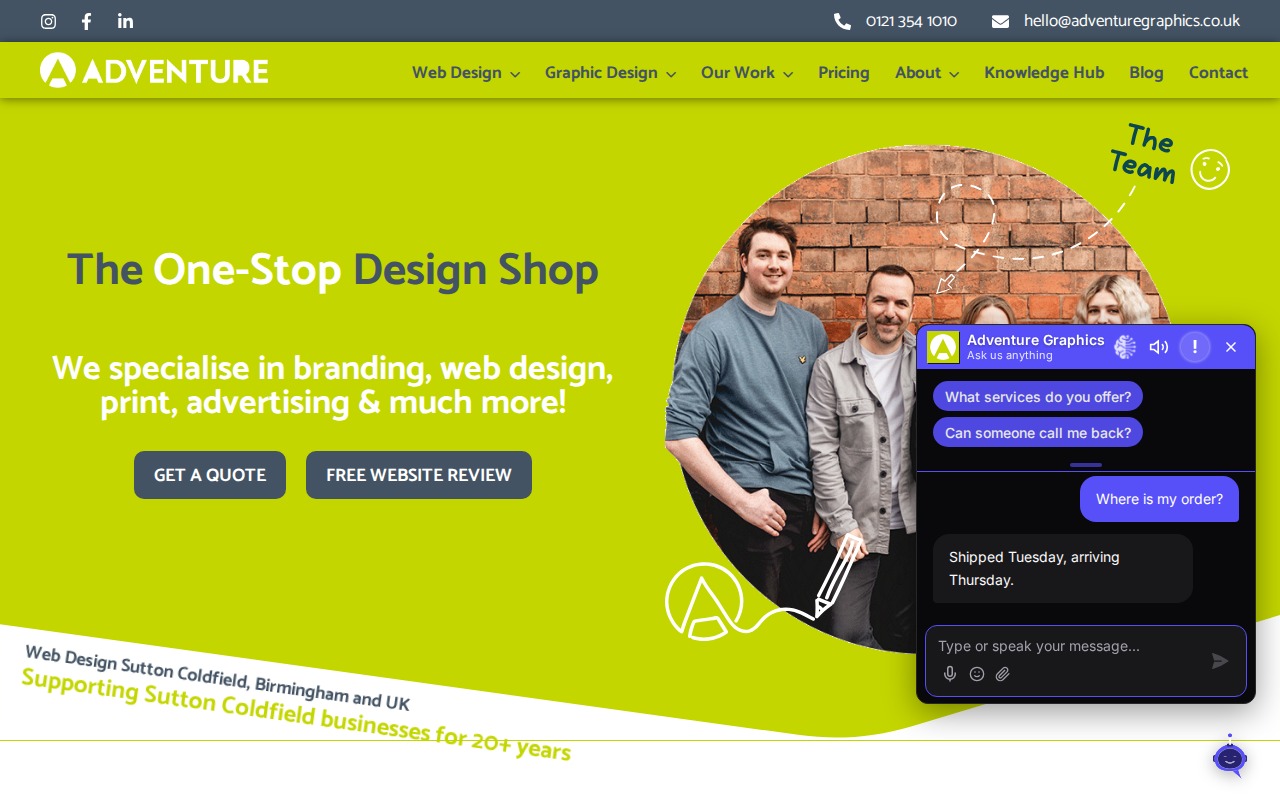 0121 354 1010
hello@adventuregraphics.co.uk
ADVENTURE
Web Design
Graphic Design
Our Work
Pricing
About
Knowledge Hub
Blog
Contact
The
Team
The One-Stop Design Shop
We specialise in branding, web design,
print, advertising & much more!
GET A QUOTE
FREE WEBSITE REVIEW
Adventure Graphics
Ask us anything
What services do you offer?
Can someone call me back?
Where is my order?
Shipped Tuesday, arriving
Thursday.
Type or speak your message...
Web Design Sutton Coldfield, Birmingham and UK
Supporting Sutton Coldfield businesses for 20+ years